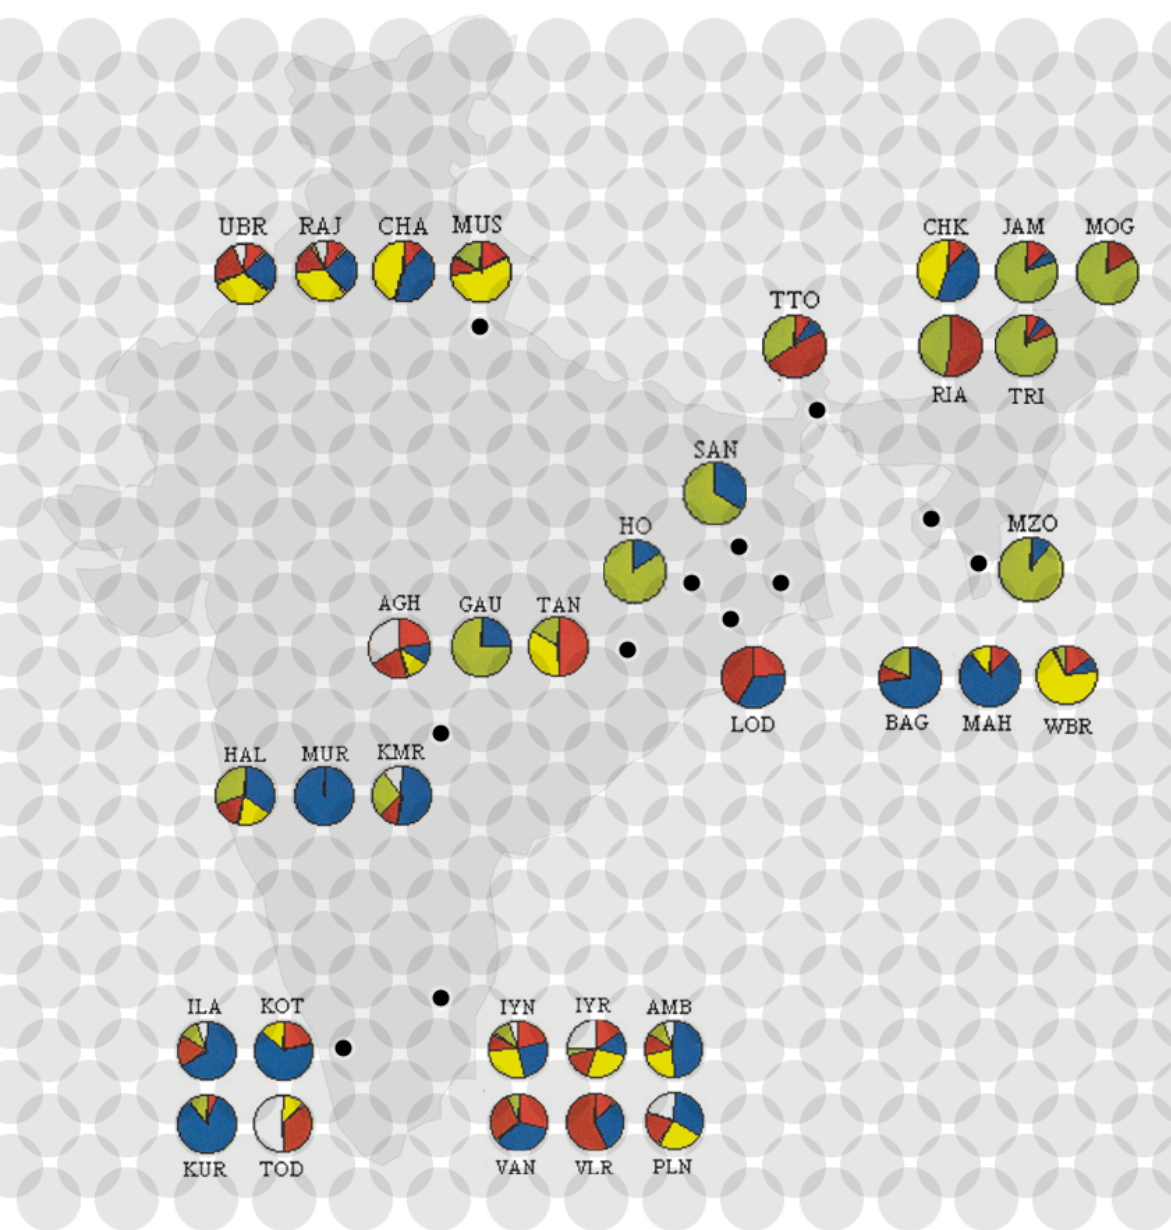 UBR RAJ CHA MUS
CHK JAM MOG
TTO
RIA TRI
SAN
HO
MZO
AGH GAU TAN
LOD
BAG MAH WBR
HAL MUR KMR
ILA KOT
IYN IYR AMB
KUR TOD
VAN VLR PLN